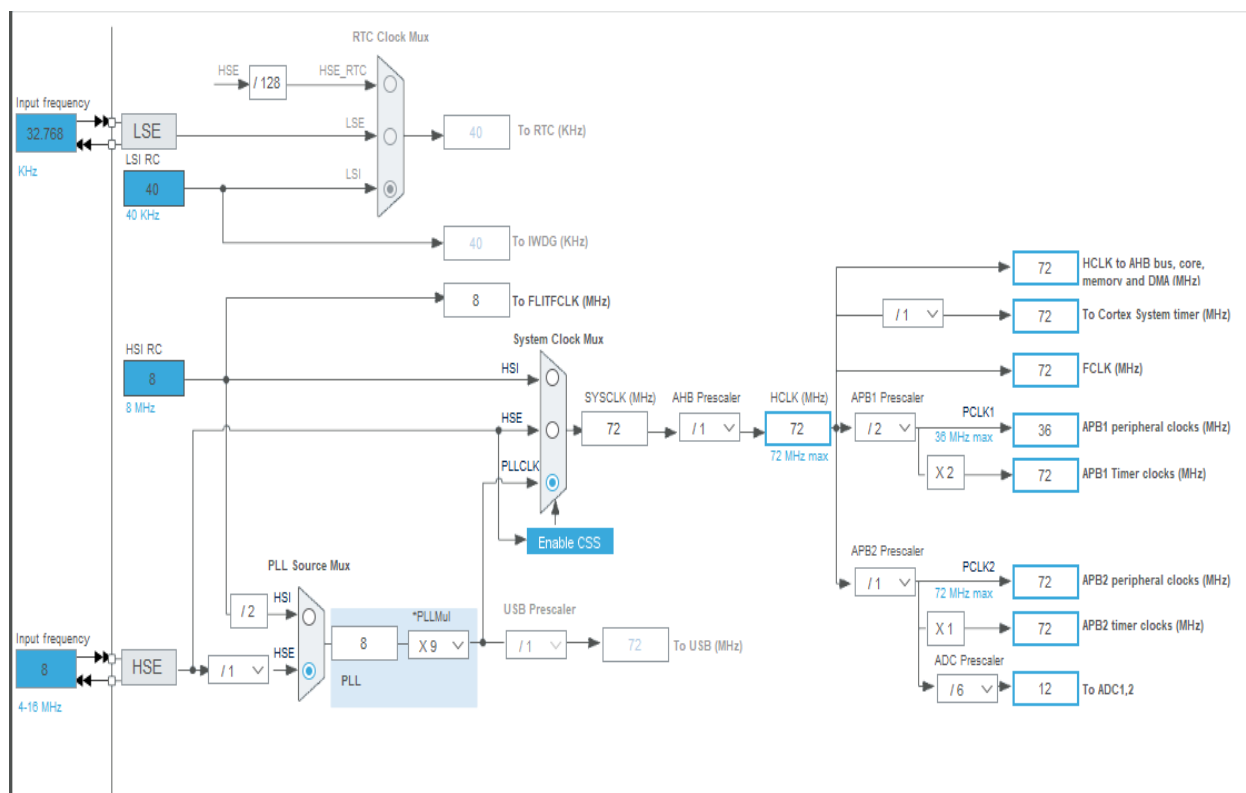 RTC Clock Mux
HSE
/ 128
HSE_RTC
Input frequency
32.768
KHz
LSE
LSE
40
To RTC (KHz)
LSI RC
40
40 KHz
LSI
40
To IWDG (KHz)
8
To FLITFCLK (MHz)
HSI RC
8
8 MHz
System Clock Mux
HSI
HSE
PLLCLK
Enable CSS
SYSCLK (MHz)
72
AHB Prescaler
/ 1
HCLK (MHz)
72
72 MHz max
72
HCLK to AHB bus, core,
memory and DMA (MHz)
/ 1
72
To Cortex System timer (MHz)
72
FCLK (MHz)
APB1 Prescaler
/ 2
PCLK1
36 MHz max
36
APB1 peripheral clocks (MHz)
X 2
72
APB1 Timer clocks (MHz)
APB2 Prescaler
/ 1
PCLK2
72 MHz max
72
APB2 peripheral clocks (MHz)
X 1
72
APB2 timer clocks (MHz)
ADC Prescaler
/ 6
12
To ADC1,2
PLL Source Mux
/ 2
HSI
Input frequency
8
4-16 MHz
HSE
/ 1
HSE
8
*PLLMul
X 9
PLL
USB Prescaler
/ 1
72
To USB (MHz)